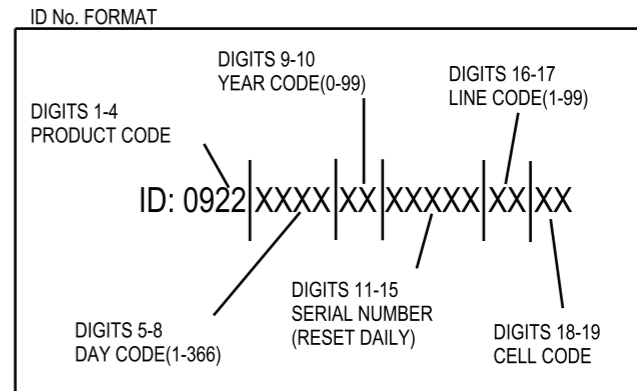 ID No. FORMAT
DIGITS 9-10
YEAR CODE(0-99)
DIGITS 16-17
LINE CODE(1-99)
DIGITS 1-4
PRODUCT CODE
ID: 0922|XXXX|XX|XXXXX|XX|XX
DIGITS 11-15
SERIAL NUMBER
(RESET DAILY)
DIGITS 5-8
DAY CODE(1-366)
DIGITS 18-19
CELL CODE